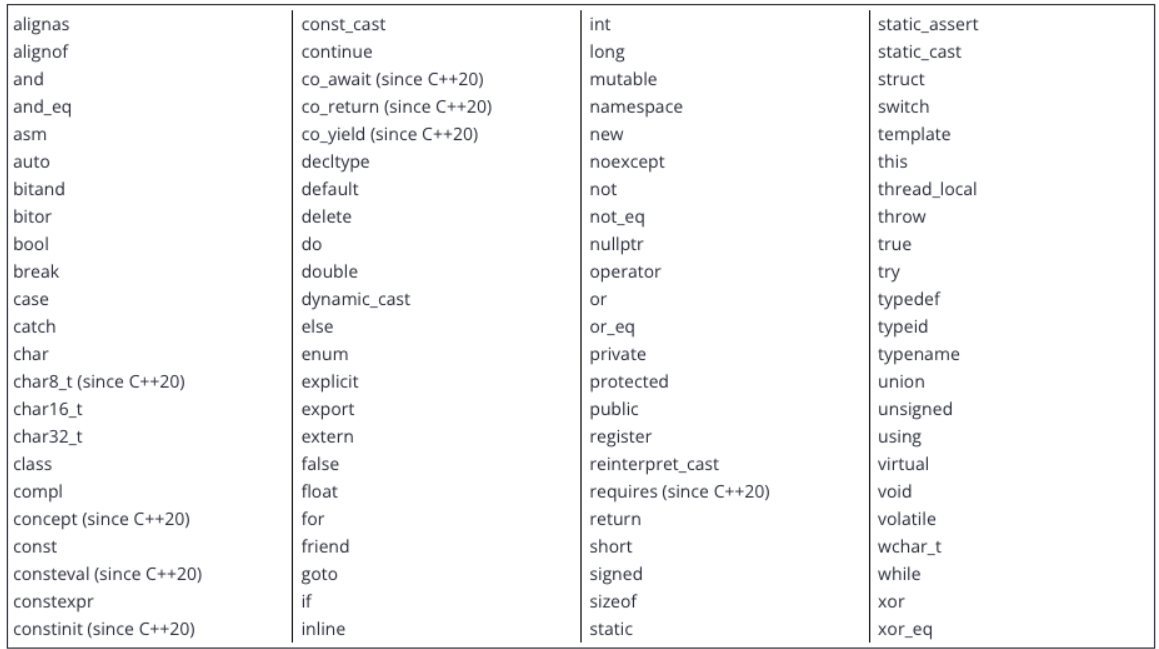 alignas
alignof
and
and_eq
asm
auto
bitand
bitor
bool
break
case
catch
char
char8_t (since C++20)
char16_t
char32_t
class
compl
concept (since C++20)
const
consteval (since C++20)
constexpr
constinit (since C++20)
const_cast
continue
co_await (since C++20)
co_return (since C++20)
co_yield (since C++20)
decltype
default
delete
do
double
dynamic_cast
else
enum
explicit
export
extern
false
float
for
friend
goto
if
inline
int
long
mutable
namespace
new
noexcept
not
not_eq
nullptr
operator
or
or_eq
private
protected
public
register
reinterpret_cast
requires (since C++20)
return
short
signed
sizeof
static
static_assert
static_cast
struct
switch
template
this
thread_local
throw
true
try
typedef
typeid
typename
union
unsigned
using
virtual
void
volatile
wchar_t
while
xor
xor_eq